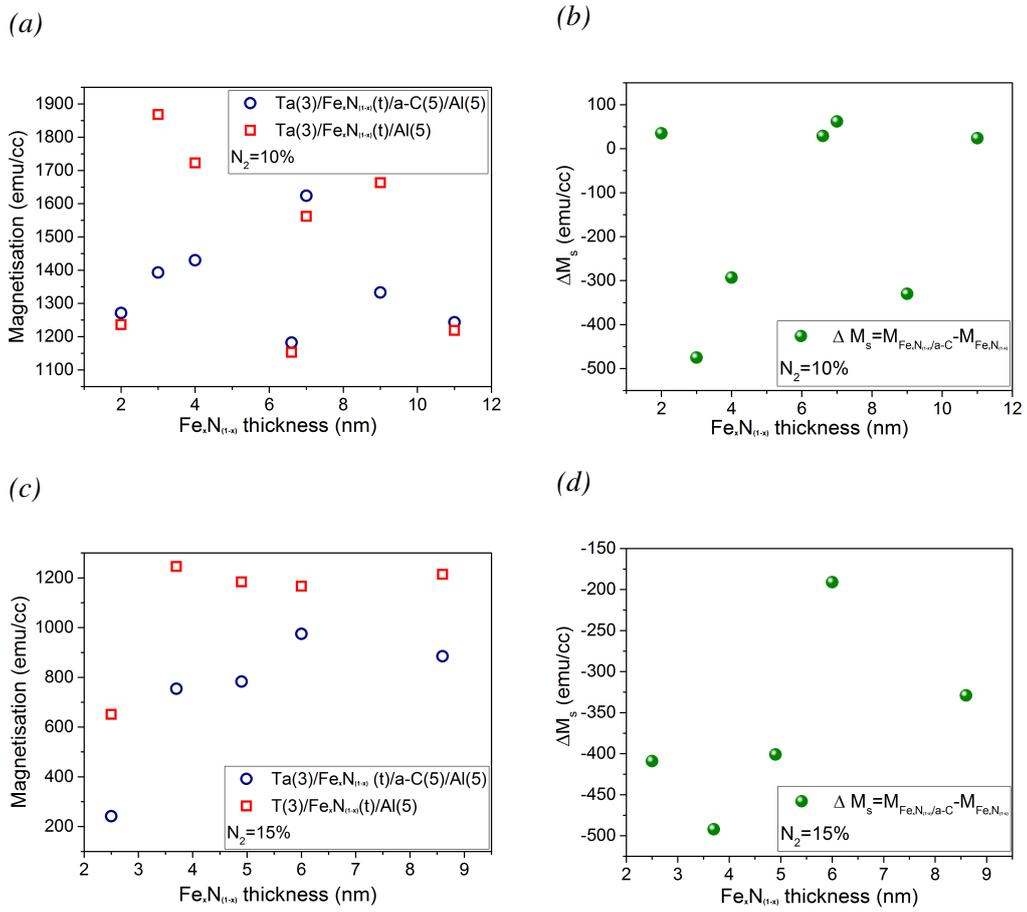 (a)
1900
1800
1700
1600
1500
1400
1300
1200
1100
2 4 6 8 10 12
Magnetisation (emu/cc)
FeₓN₍₁₋ₓ₎ thickness (nm)
Ta(3)/FeₓN₍₁₋ₓ₎(t)/a-C(5)/Al(5)
Ta(3)/FeₓN₍₁₋ₓ₎(t)/Al(5)
N₂=10%
(b)
100
0
-100
-200
-300
-400
-500
2 4 6 8 10 12
ΔMₛ (emu/cc)
FeₓN₍₁₋ₓ₎ thickness (nm)
Δ Mₛ=M_FeₓN₍₁₋ₓ₎/a-C-M_FeₓN₍₁₋ₓ₎
N₂=10%
(c)
1200
1000
800
600
400
200
2 3 4 5 6 7 8 9
Magnetisation (emu/cc)
FeₓN₍₁₋ₓ₎ thickness (nm)
Ta(3)/FeₓN₍₁₋ₓ₎ (t)/a-C(5)/Al(5)
T(3)/FeₓN₍₁₋ₓ₎(t)/Al(5)
N₂=15%
(d)
-150
-200
-250
-300
-350
-400
-450
-500
2 3 4 5 6 7 8 9
ΔMₛ (emu/cc)
FeₓN₍₁₋ₓ₎ thickness (nm)
Δ Mₛ=M_FeₓN₍₁₋ₓ₎/a-C-M_FeₓN₍₁₋ₓ₎
N₂=15%